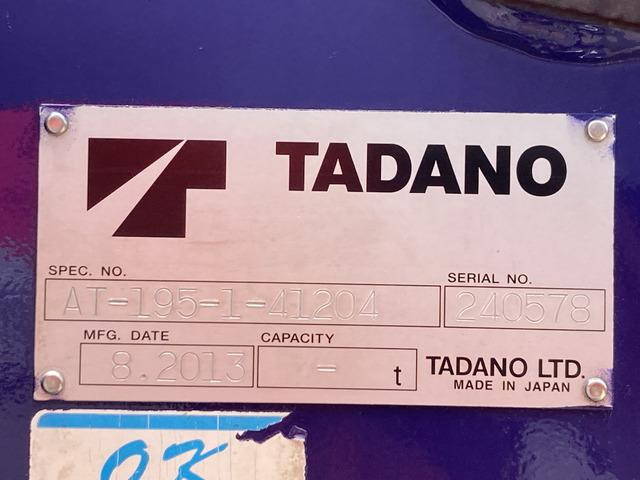 TADANO
SPEC. NO.
AT-195-1-41204
SERIAL NO.
240578
MFG. DATE
8.2013
CAPACITY
- t
TADANO LTD.
MADE IN JAPAN
OK